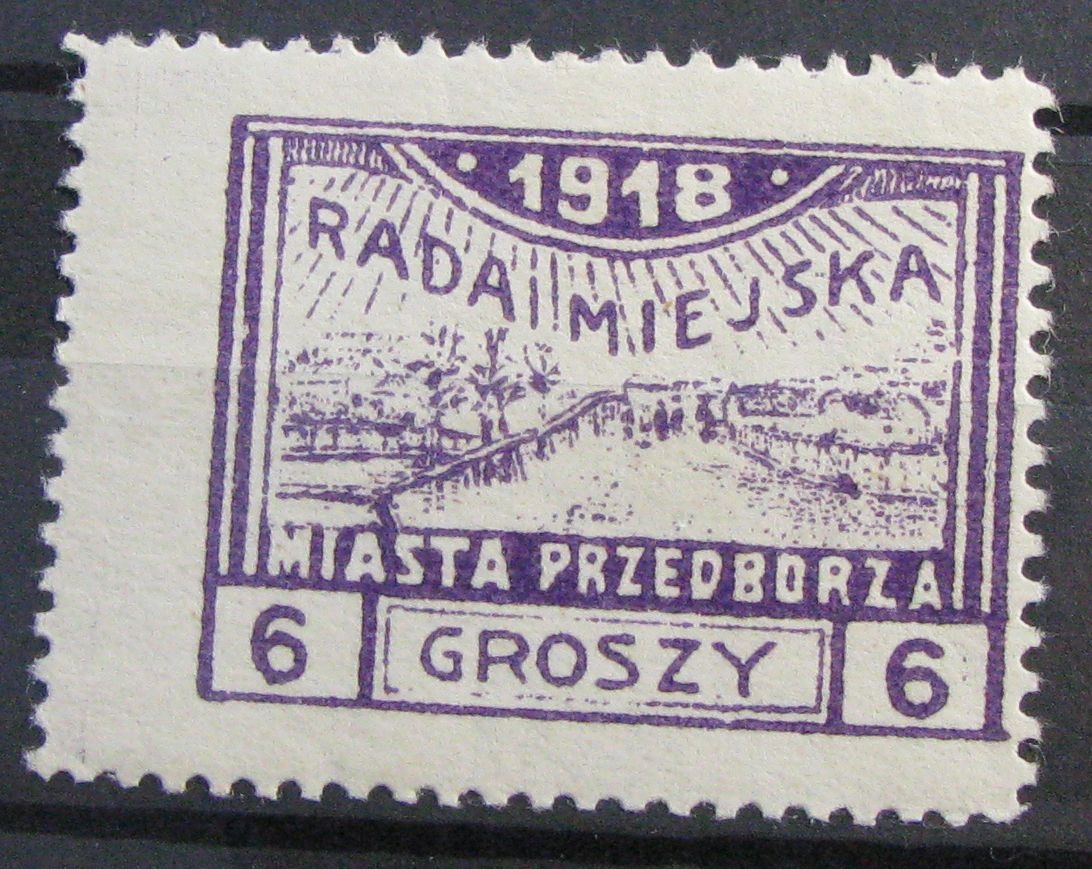 · 1918 ·
RADA MIEJSKA
MIASTA PRZEDBORZA
6 GROSZY 6